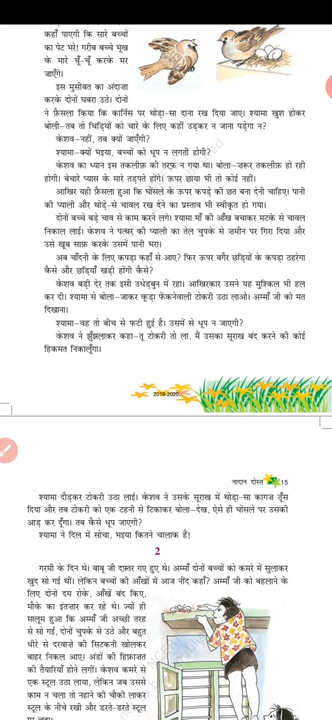 कहाँ पाएगी कि सारे बच्चों
का पेट भरे! गरीब बच्चे भूख
के मारे चूँ-चूँ करके मर
जाएँगे।
इस मुसीबत का अंदाज़ा
करके दोनों घबरा उठे। दोनों
ने फ़ैसला किया कि कार्निस पर थोड़ा-सा दाना रख दिया जाए। श्यामा खुश होकर
बोली-तब तो चिड़ियों को चारे के लिए कहीं उड़कर न जाना पड़ेगा न?
केशव-नहीं, तब क्यों जाएँगी?
श्यामा-क्यों भइया, बच्चों को धूप न लगती होगी?
केशव का ध्यान इस तकलीफ़ की तरफ़ न गया था। बोला-जरूर तकलीफ़ हो रही
होगी। बेचारे प्यास के मारे तड़पते होंगे। ऊपर छाया भी तो कोई नहीं।
आखिर यही फ़ैसला हुआ कि घोंसले के ऊपर कपड़े की छत बना देनी चाहिए। पानी
की प्याली और थोड़े-से चावल रख देने का प्रस्ताव भी स्वीकृत हो गया।
दोनों बच्चे बड़े चाव से काम करने लगे। श्यामा माँ की आँख बचाकर मटके से चावल
निकाल लाई। केशव ने पत्थर की प्याली का तेल चुपके से ज़मीन पर गिरा दिया और
उसे खूब साफ़ करके उसमें पानी भरा।
अब चाँदनी के लिए कपड़ा कहाँ से आए? फिर ऊपर बगैर छड़ियों के कपड़ा ठहरेगा
कैसे और छड़ियाँ खड़ी होंगी कैसे?
केशव बड़ी देर तक इसी उधेड़बुन में रहा। आखिरकार उसने यह मुश्किल भी हल
कर दी। श्यामा से बोला-जाकर कूड़ा फेंकनेवाली टोकरी उठा लाओ। अम्माँ जी को मत
दिखाना।
श्यामा-वह तो बीच से फटी हुई है। उसमें से धूप न जाएगी?
केशव ने झुँझलाकर कहा-तू टोकरी तो ला, मैं उसका सूराख बंद करने की कोई
हिकमत निकालूँगा।
2019-2020
नादान दोस्त 15
श्यामा दौड़कर टोकरी उठा लाई। केशव ने उसके सूराख में थोड़ा-सा कागज ठूँस
दिया और तब टोकरी को एक टहनी से टिकाकर बोला-देख, ऐसे ही घोंसले पर उसकी
आड़ कर दूँगा। तब कैसे धूप जाएगी?
श्यामा ने दिल में सोचा, भइया कितने चालाक हैं!
2
गरमी के दिन थे। बाबू जी दफ़्तर गए हुए थे। अम्माँ दोनों बच्चों को कमरे में सुलाकर
खुद सो गई थीं। लेकिन बच्चों की आँखों में आज नींद कहाँ? अम्माँ जी को बहलाने के
लिए दोनों दम रोके, आँखें बंद किए,
मौके का इंतजार कर रहे थे। ज्यों ही
मालूम हुआ कि अम्माँ जी अच्छी तरह
से सो गईं, दोनों चुपके से उठे और बहुत
धीरे से दरवाजे की सिटकनी खोलकर
बाहर निकल आए। अंडों की हिफ़ाज़त
की तैयारियाँ होने लगीं। केशव कमरे से
एक स्टूल उठा लाया, लेकिन जब उससे
काम न चला तो नहाने की चौकी लाकर
स्टूल के नीचे रखी और डरते-डरते स्टूल